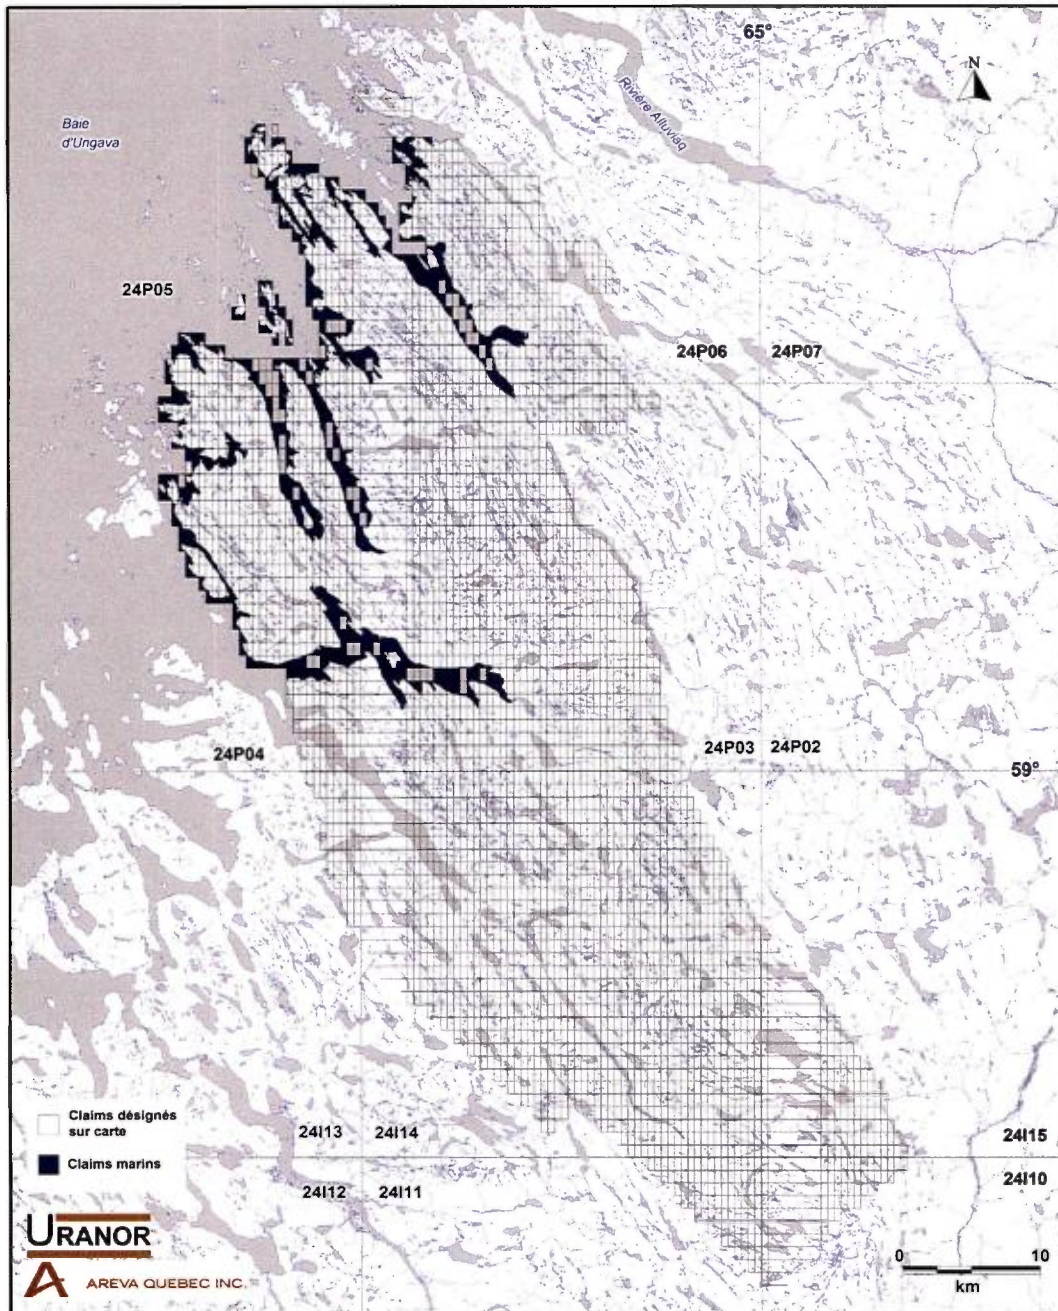 65°
N
Rivière Alluviaq
Baie
d'Ungava
24P05
24P06
24P07
24P04
24P03
24P02
59°
Claims désignés
sur carte
Claims marins
24I13
24I14
24I15
24I12
24I11
24I10
URANOR
AREVA QUEBEC INC.
0
10
km